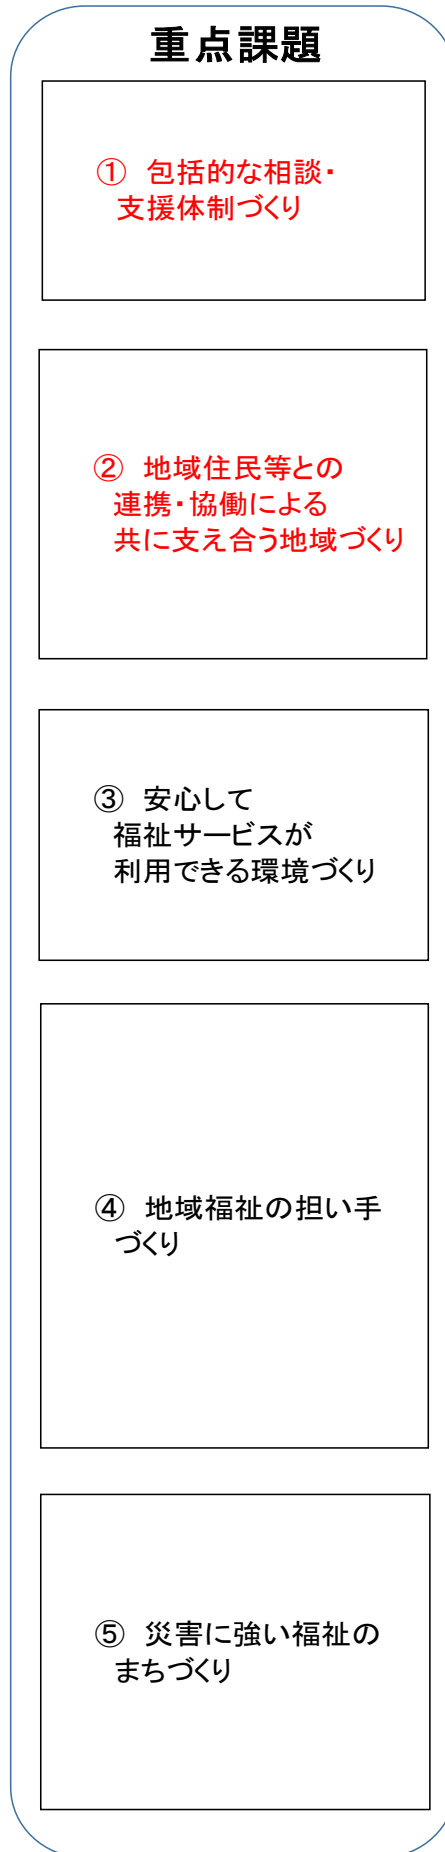 重点課題
① 包括的な相談・
支援体制づくり
② 地域住民等との
連携・協働による
共に支え合う地域づくり
③ 安心して
福祉サービスが
利用できる環境づくり
④ 地域福祉の担い手
づくり
⑤ 災害に強い福祉の
まちづくり